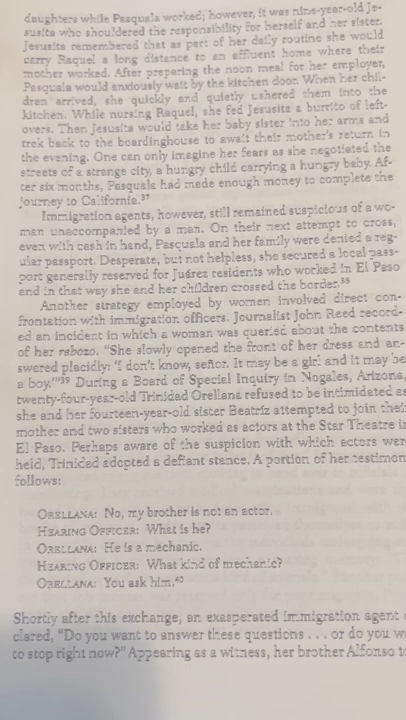 daughters while Pasquala worked; however, it was nine-year-old Je-
susita who shouldered the responsibility for herself and her sister.
Jesusita remembered that as part of her daily routine she would
carry Raquel a long distance to an affluent home where their
mother worked. After preparing the noon meal for her employer,
Pasquala would anxiously wait by the kitchen door. When her chil-
dren arrived, she quickly and quietly ushered them into the
kitchen. While nursing Raquel, she fed Jesusita a burrito of left-
overs. Then Jesusita would take her baby sister into her arms and
trek back to the boardinghouse to await their mother's return in
the evening. One can only imagine her fears as she negotiated the
streets of a strange city, a hungry child carrying a hungry baby. Af-
ter six months, Pasquala had made enough money to complete the
journey to California.37
Immigration agents, however, still remained suspicious of a wo-
man unaccompanied by a man. On their next attempt to cross,
even with cash in hand, Pasquala and her family were denied a reg-
ular passport. Desperate, but not helpless, she secured a local pass-
port generally reserved for Juárez residents who worked in El Paso
and in that way she and her children crossed the border.38
Another strategy employed by women involved direct con-
frontation with immigration officers. Journalist John Reed record-
ed an incident in which a woman was queried about the contents
of her rebozo. "She slowly opened the front of her dress and an-
swered placidly: 'I don't know, señor. It may be a girl and it may be
a boy.'"39 During a Board of Special Inquiry in Nogales, Arizona,
twenty-four-year-old Trinidad Orellana refused to be intimidated as
she and her fourteen-year-old sister Beatriz attempted to join their
mother and two sisters who worked as actors at the Star Theatre in
El Paso. Perhaps aware of the suspicion with which actors wer
held, Trinidad adopted a defiant stance. A portion of her testimon
follows:
ORELLANA: No, my brother is not an actor.
HEARING OFFICER: What is he?
ORELLANA: He is a mechanic.
HEARING OFFICER: What kind of mechanic?
ORELLANA: You ask him.40
Shortly after this exchange, an exasperated immigration agent
clared, "Do you want to answer these questions . . . or do you w
to stop right now?" Appearing as a witness, her brother Alfonso to